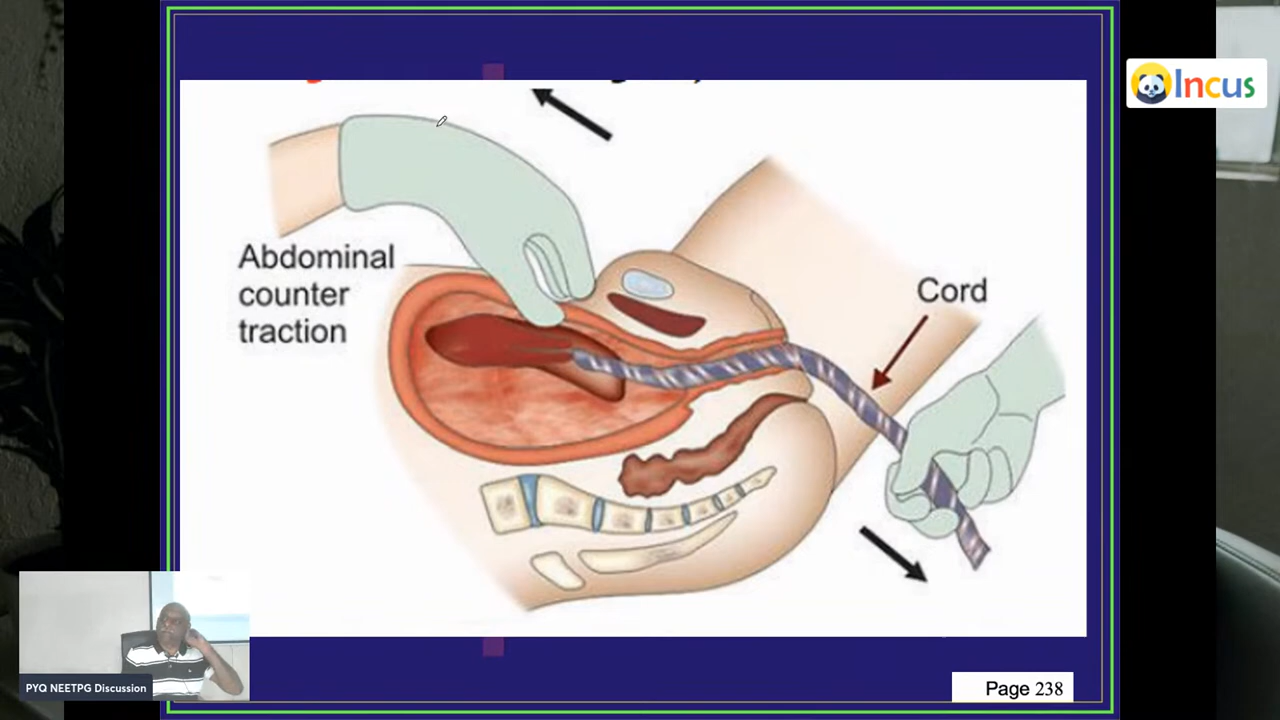 Incus
Abdominal
counter
traction
Cord
PYQ NEETPG Discussion
Page 238